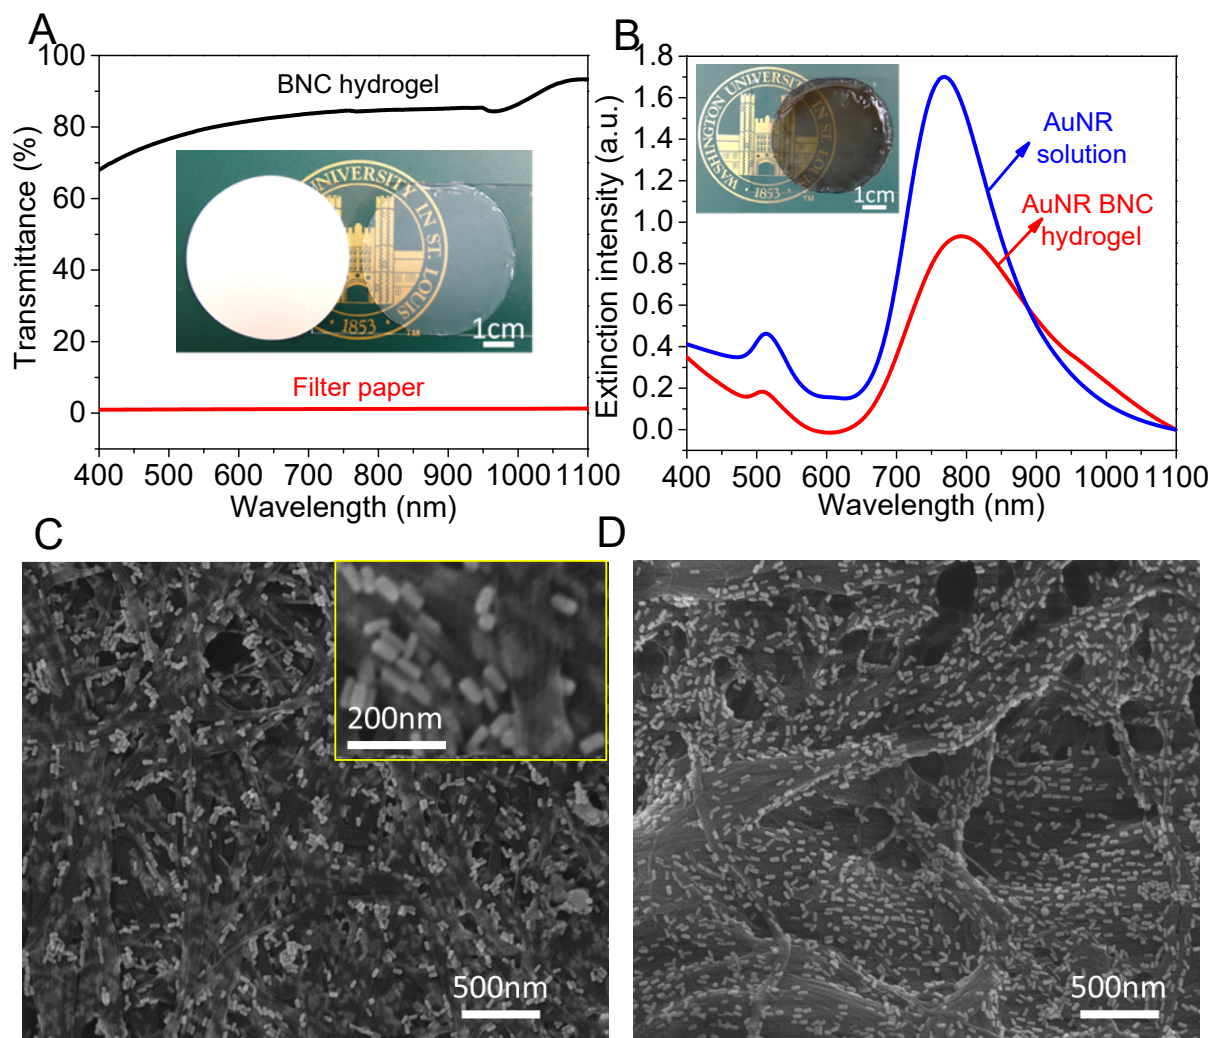 A
100
80
60
40
20
0
Transmittance (%)
BNC hydrogel
UNIVERSITY IN ST. LOUIS
· 1853 ·
TM
1cm
Filter paper
400 500 600 700 800 900 1000 1100
Wavelength (nm)
B
1.8
1.6
1.4
1.2
1.0
0.8
0.6
0.4
0.2
0.0
Extinction intensity (a.u.)
WASHINGTON UNIVERSITY IN ST. LOUIS
· 1853 ·
TM
1cm
AuNR
solution
AuNR BNC
hydrogel
400 500 600 700 800 900 1000 1100
Wavelength (nm)
C
200nm
500nm
D
500nm